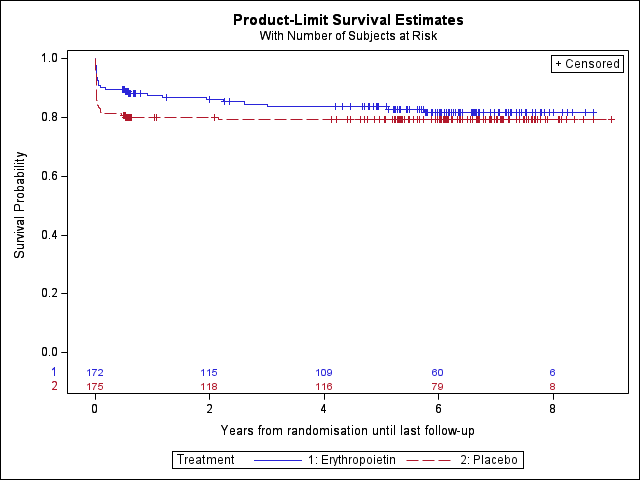 Product-Limit Survival Estimates
With Number of Subjects at Risk
+ Censored
Survival Probability
1.0
0.8
0.6
0.4
0.2
0.0
1 172 115 109 60 6
2 175 118 116 79 8
0 2 4 6 8
Years from randomisation until last follow-up
Treatment 1: Erythropoietin 2: Placebo